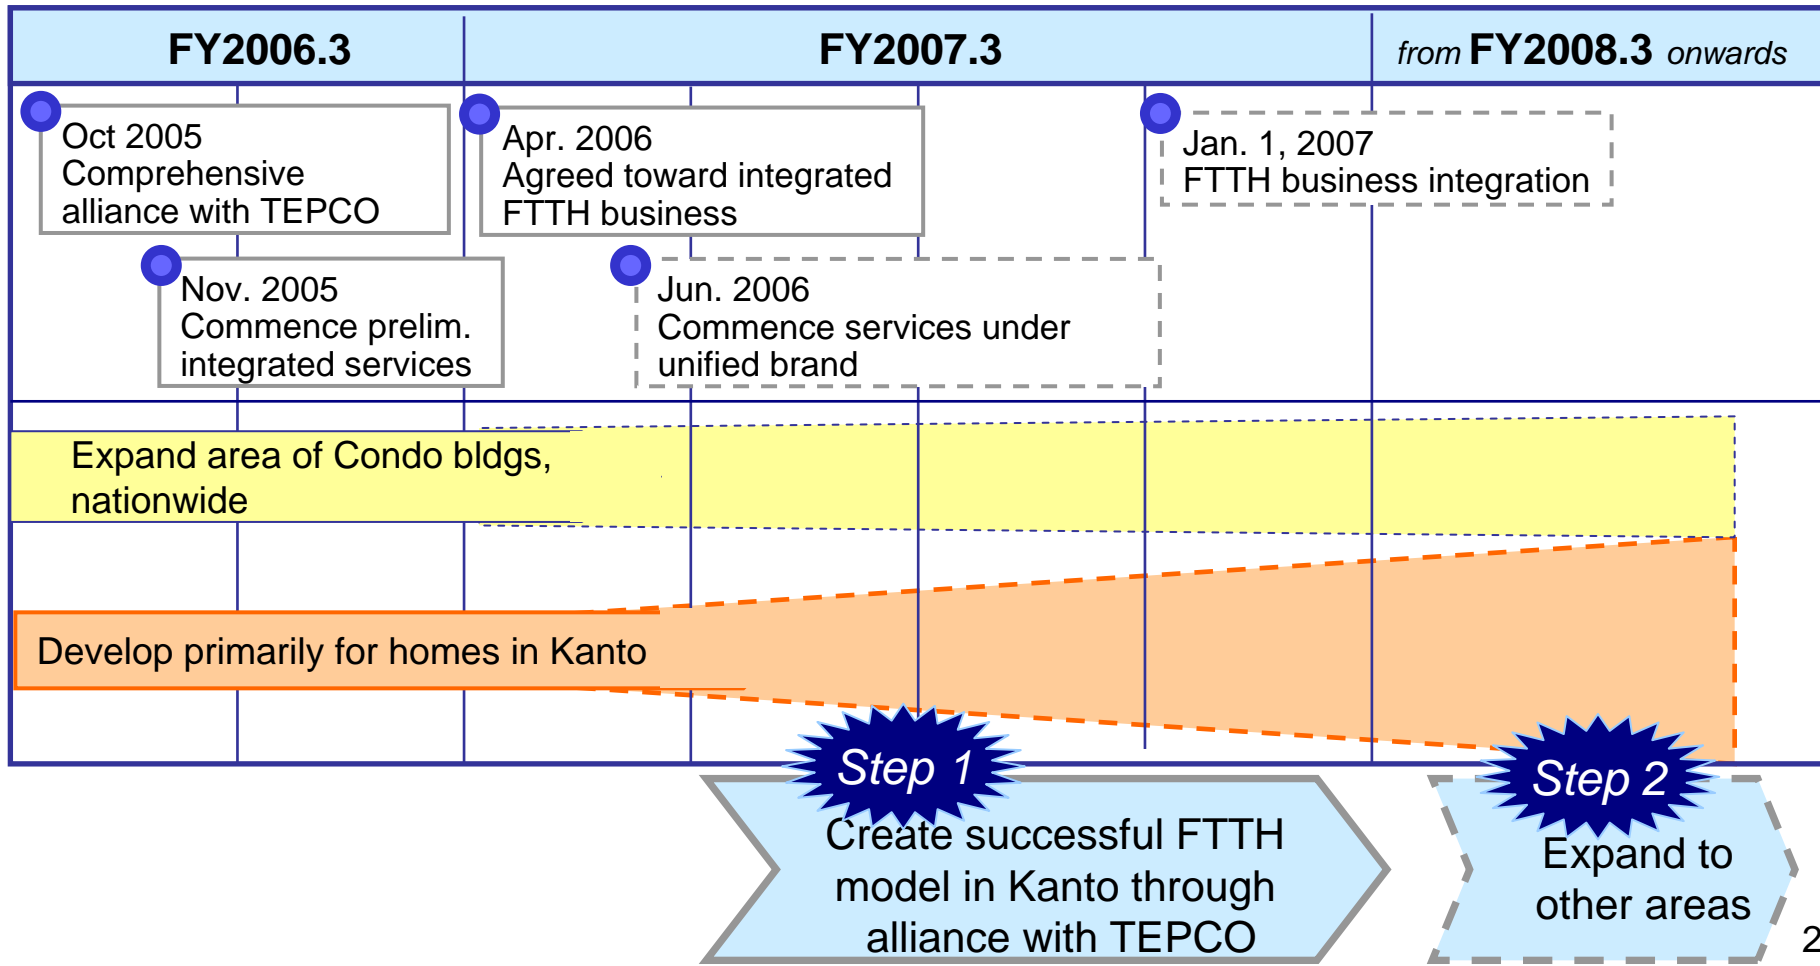 FY2006.3
FY2007.3
from FY2008.3 onwards
Oct 2005
Comprehensive
alliance with TEPCO
Apr. 2006
Agreed toward integrated
FTTH business
Jan. 1, 2007
FTTH business integration
Nov. 2005
Commence prelim.
integrated services
Jun. 2006
Commence services under
unified brand
Expand area of Condo bldgs,
nationwide
Develop primarily for homes in Kanto
Step 1
Create successful FTTH
model in Kanto through
alliance with TEPCO
Step 2
Expand to
other areas
2